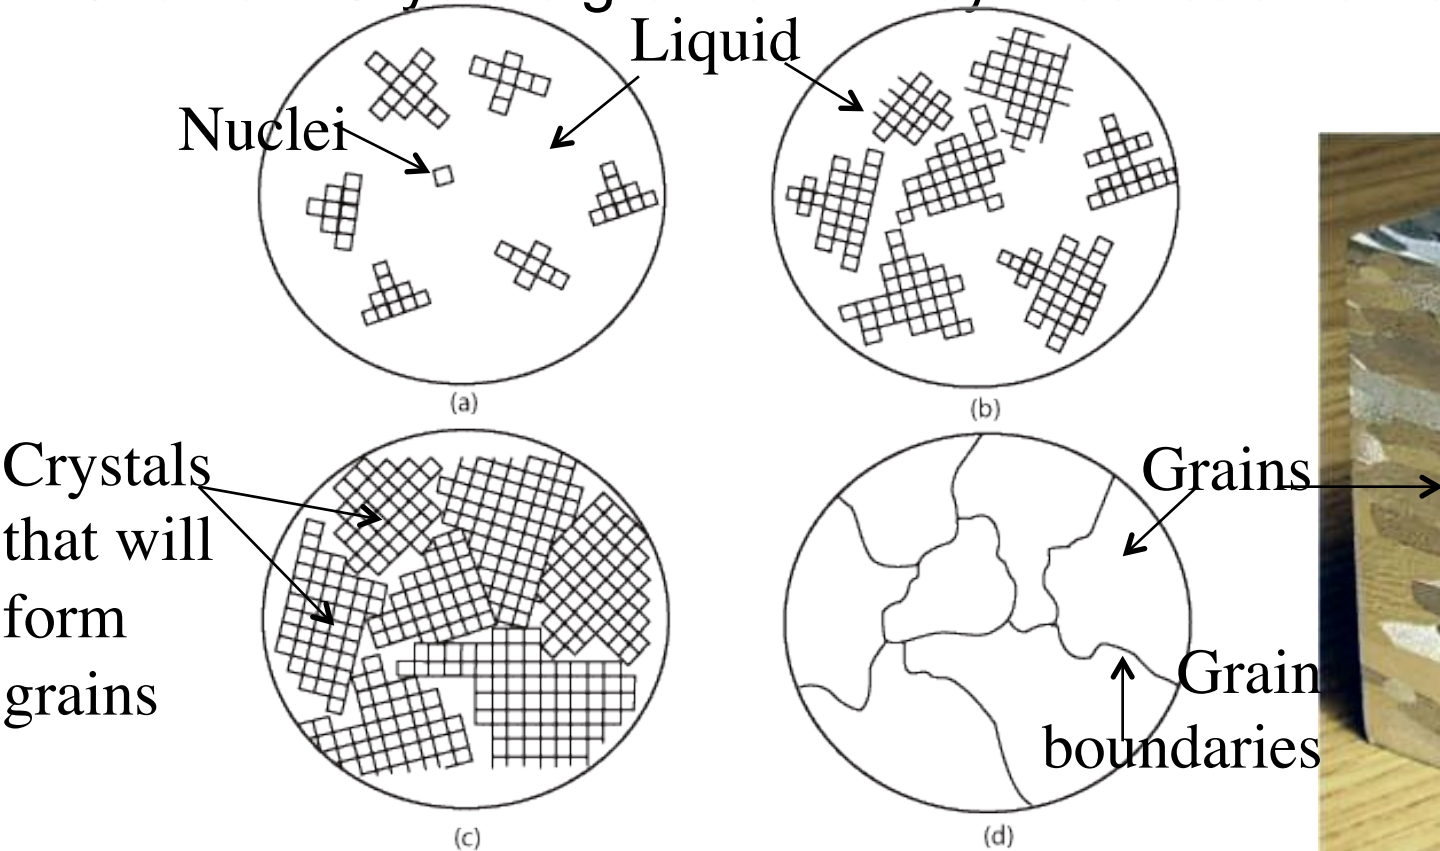 Liquid
Nuclei
(a)
(b)
Crystals
that will
form
grains
Grains
Grain
boundaries
(c)
(d)